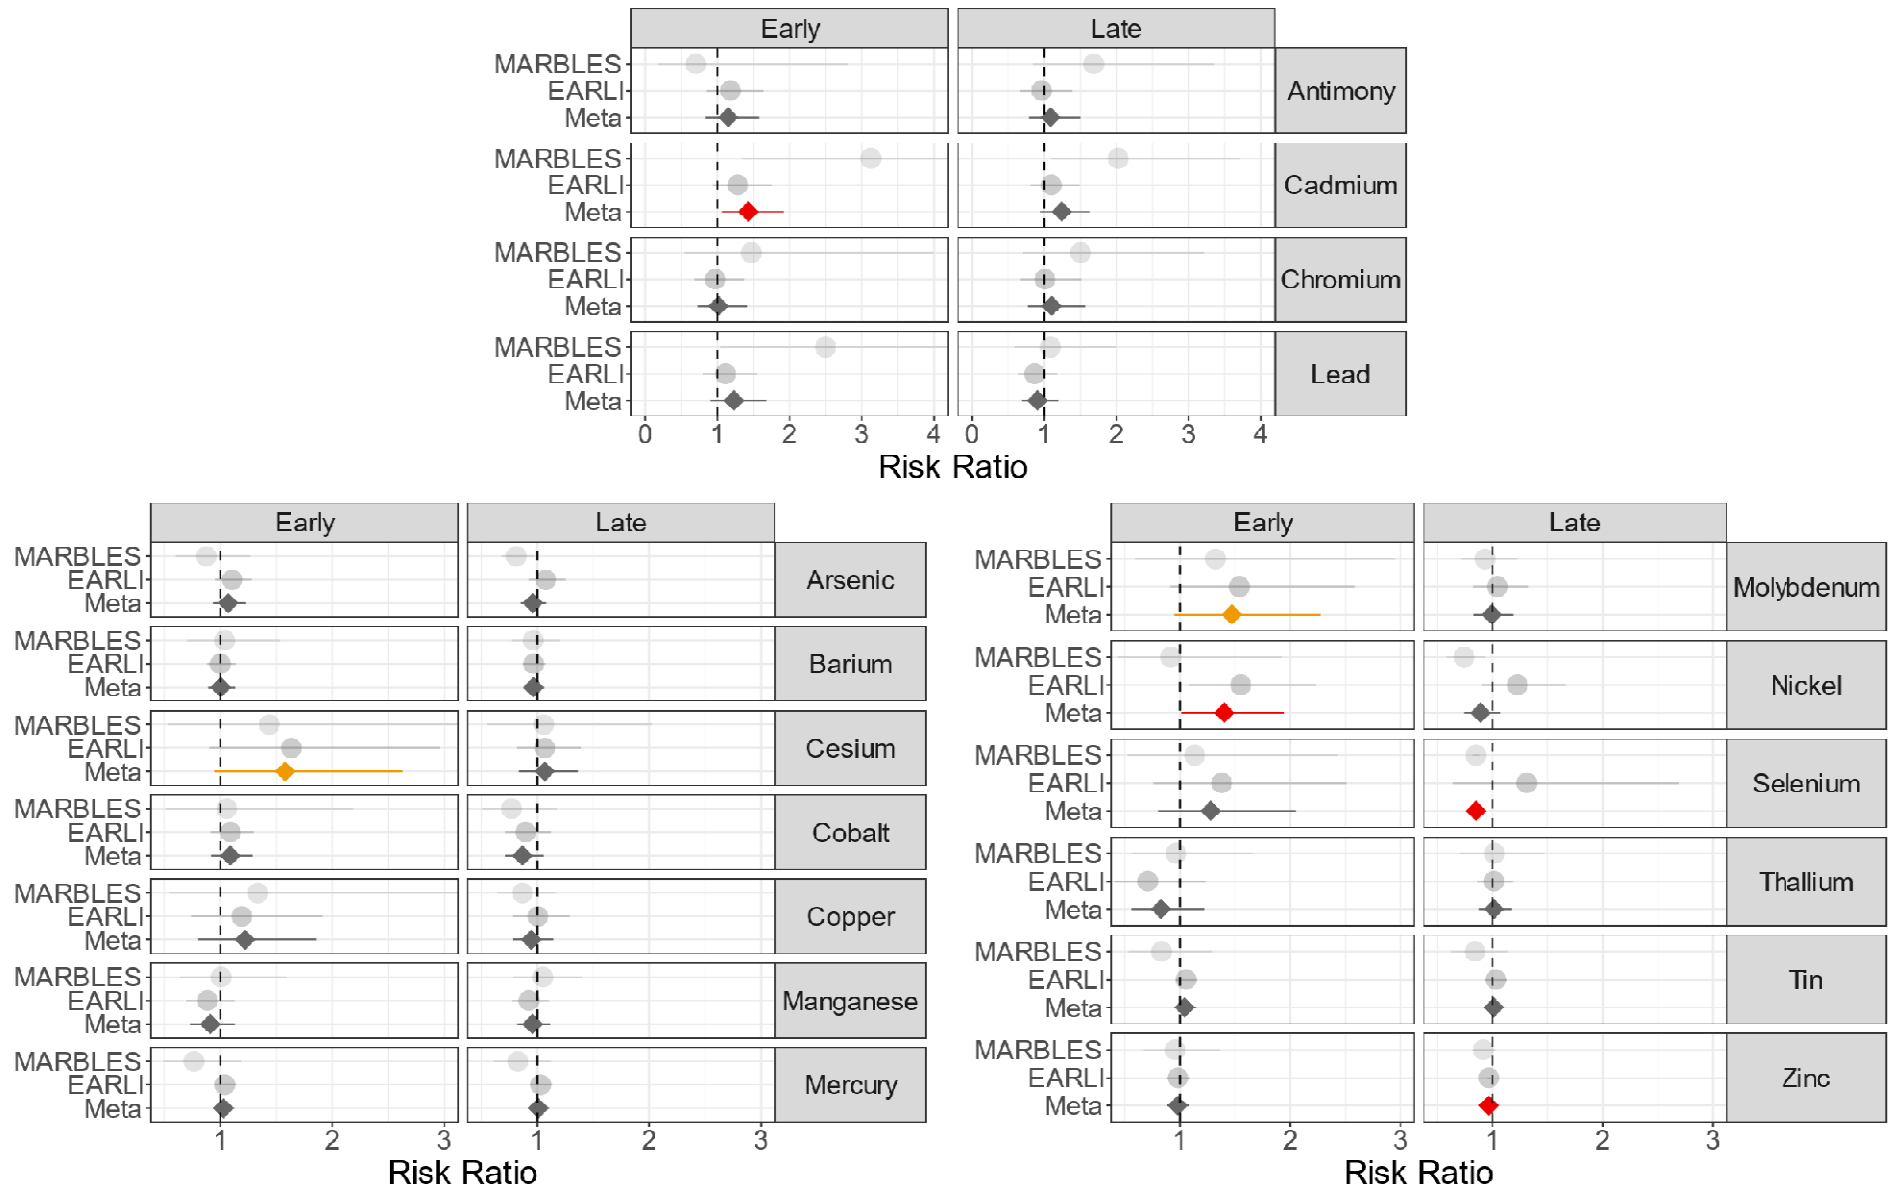 Early Late
MARBLES
EARLI
Meta
Antimony
MARBLES
EARLI
Meta
Cadmium
MARBLES
EARLI
Meta
Chromium
MARBLES
EARLI
Meta
Lead
0 1 2 3 4 0 1 2 3 4
Risk Ratio
Early Late
MARBLES
EARLI
Meta
Arsenic
MARBLES
EARLI
Meta
Barium
MARBLES
EARLI
Meta
Cesium
MARBLES
EARLI
Meta
Cobalt
MARBLES
EARLI
Meta
Copper
MARBLES
EARLI
Meta
Manganese
MARBLES
EARLI
Meta
Mercury
1 2 3 1 2 3
Risk Ratio
Early Late
MARBLES
EARLI
Meta
Molybdenum
MARBLES
EARLI
Meta
Nickel
MARBLES
EARLI
Meta
Selenium
MARBLES
EARLI
Meta
Thallium
MARBLES
EARLI
Meta
Tin
MARBLES
EARLI
Meta
Zinc
1 2 3 1 2 3
Risk Ratio